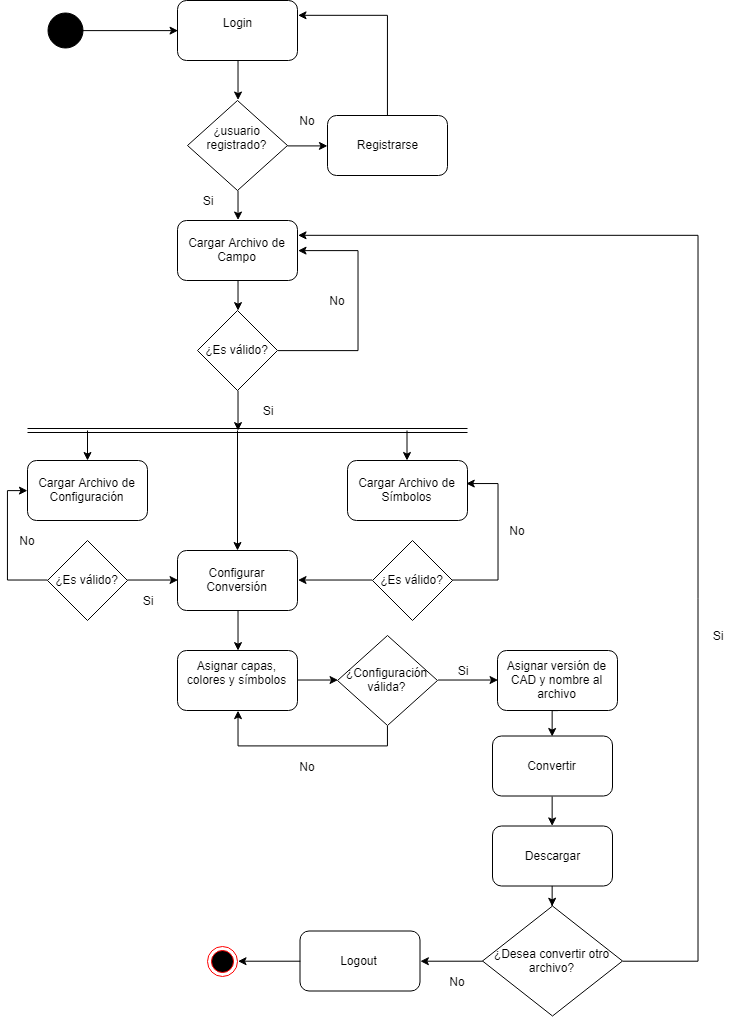 Login
¿usuario
registrado?
No
Registrarse
Si
Cargar Archivo de
Campo
No
¿Es válido?
Si
Cargar Archivo de
Configuración
Cargar Archivo de
Símbolos
No
No
¿Es válido?
Si
Configurar
Conversión
¿Es válido?
Si
Asignar capas,
colores y símbolos
¿Configuración
válida?
Si
Asignar versión de
CAD y nombre al
archivo
No
Convertir
Descargar
¿Desea convertir otro
archivo?
No
Logout